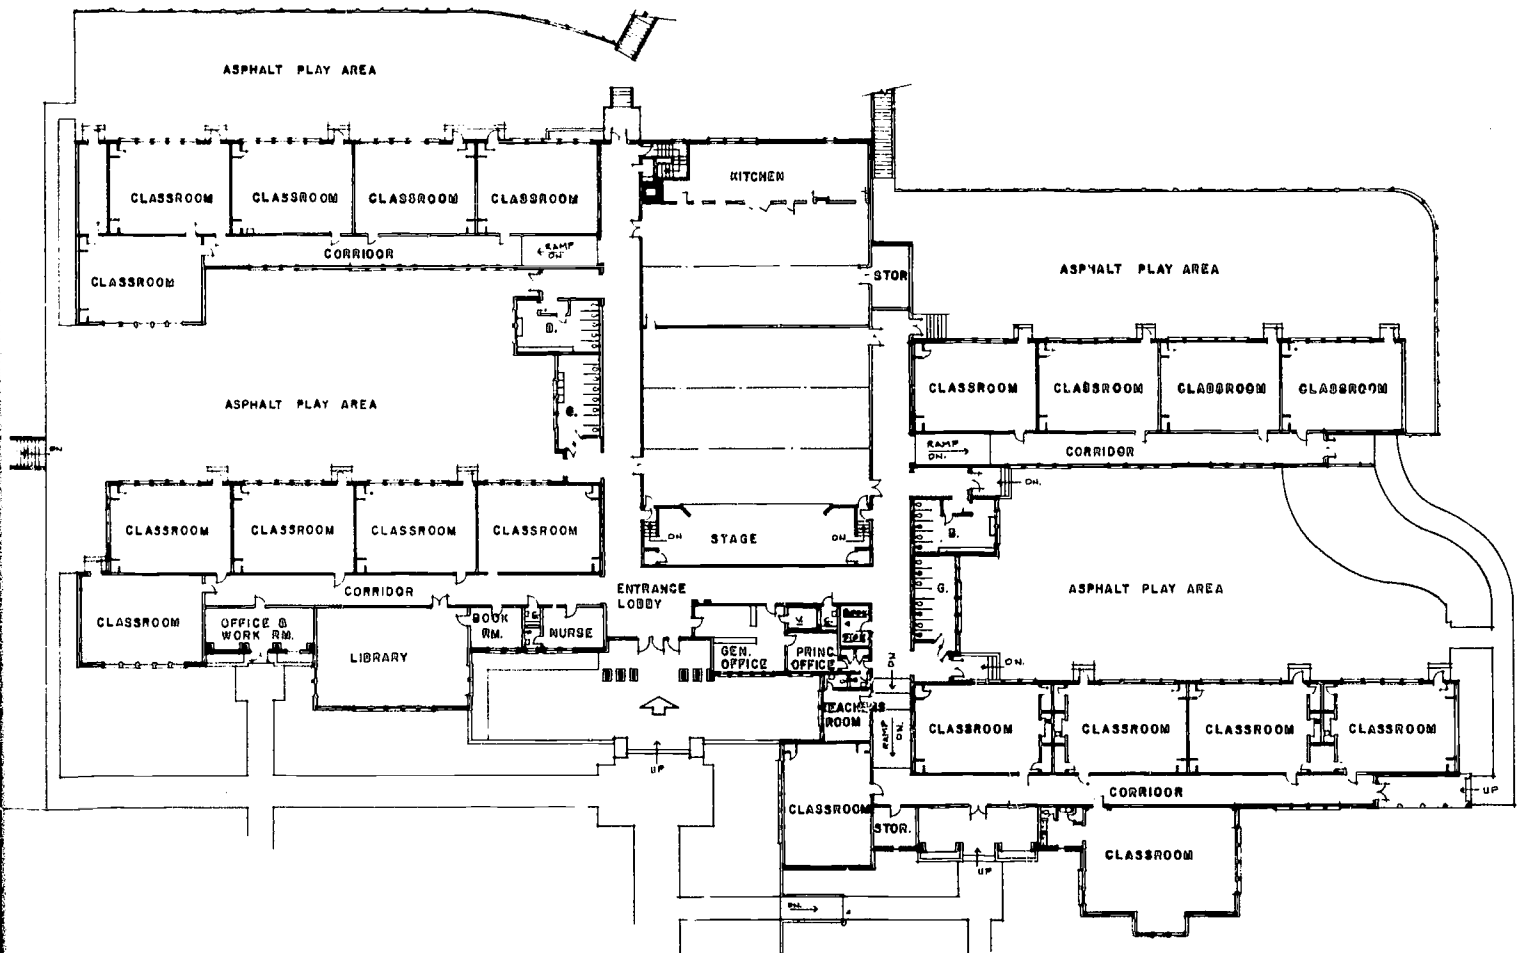 ASPHALT PLAY AREA
KITCHEN
CLASSROOM
CLASSROOM
CLASSROOM
CLASSROOM
RAMP
DN
CORRIDOR
CLASSROOM
STOR
ASPHALT PLAY AREA
CLASSROOM
CLASSROOM
CLASSROOM
CLASSROOM
ASPHALT PLAY AREA
G.
RAMP
DN.
CORRIDOR
DN.
CLASSROOM
CLASSROOM
CLASSROOM
CLASSROOM
DN
STAGE
DN
B.
ENTRANCE
LOBBY
CORRIDOR
ASPHALT PLAY AREA
G.
CLASSROOM
OFFICE &
WORK RM.
BOOK
RM.
NURSE
LIBRARY
GEN.
OFFICE
PRINC.
OFFICE
DN
DN.
TEACHERS
ROOM
RAMP
DN.
CLASSROOM
CLASSROOM
CLASSROOM
CLASSROOM
UP
CORRIDOR
UP
CLASSROOM
STOR.
CLASSROOM
UP
DN.